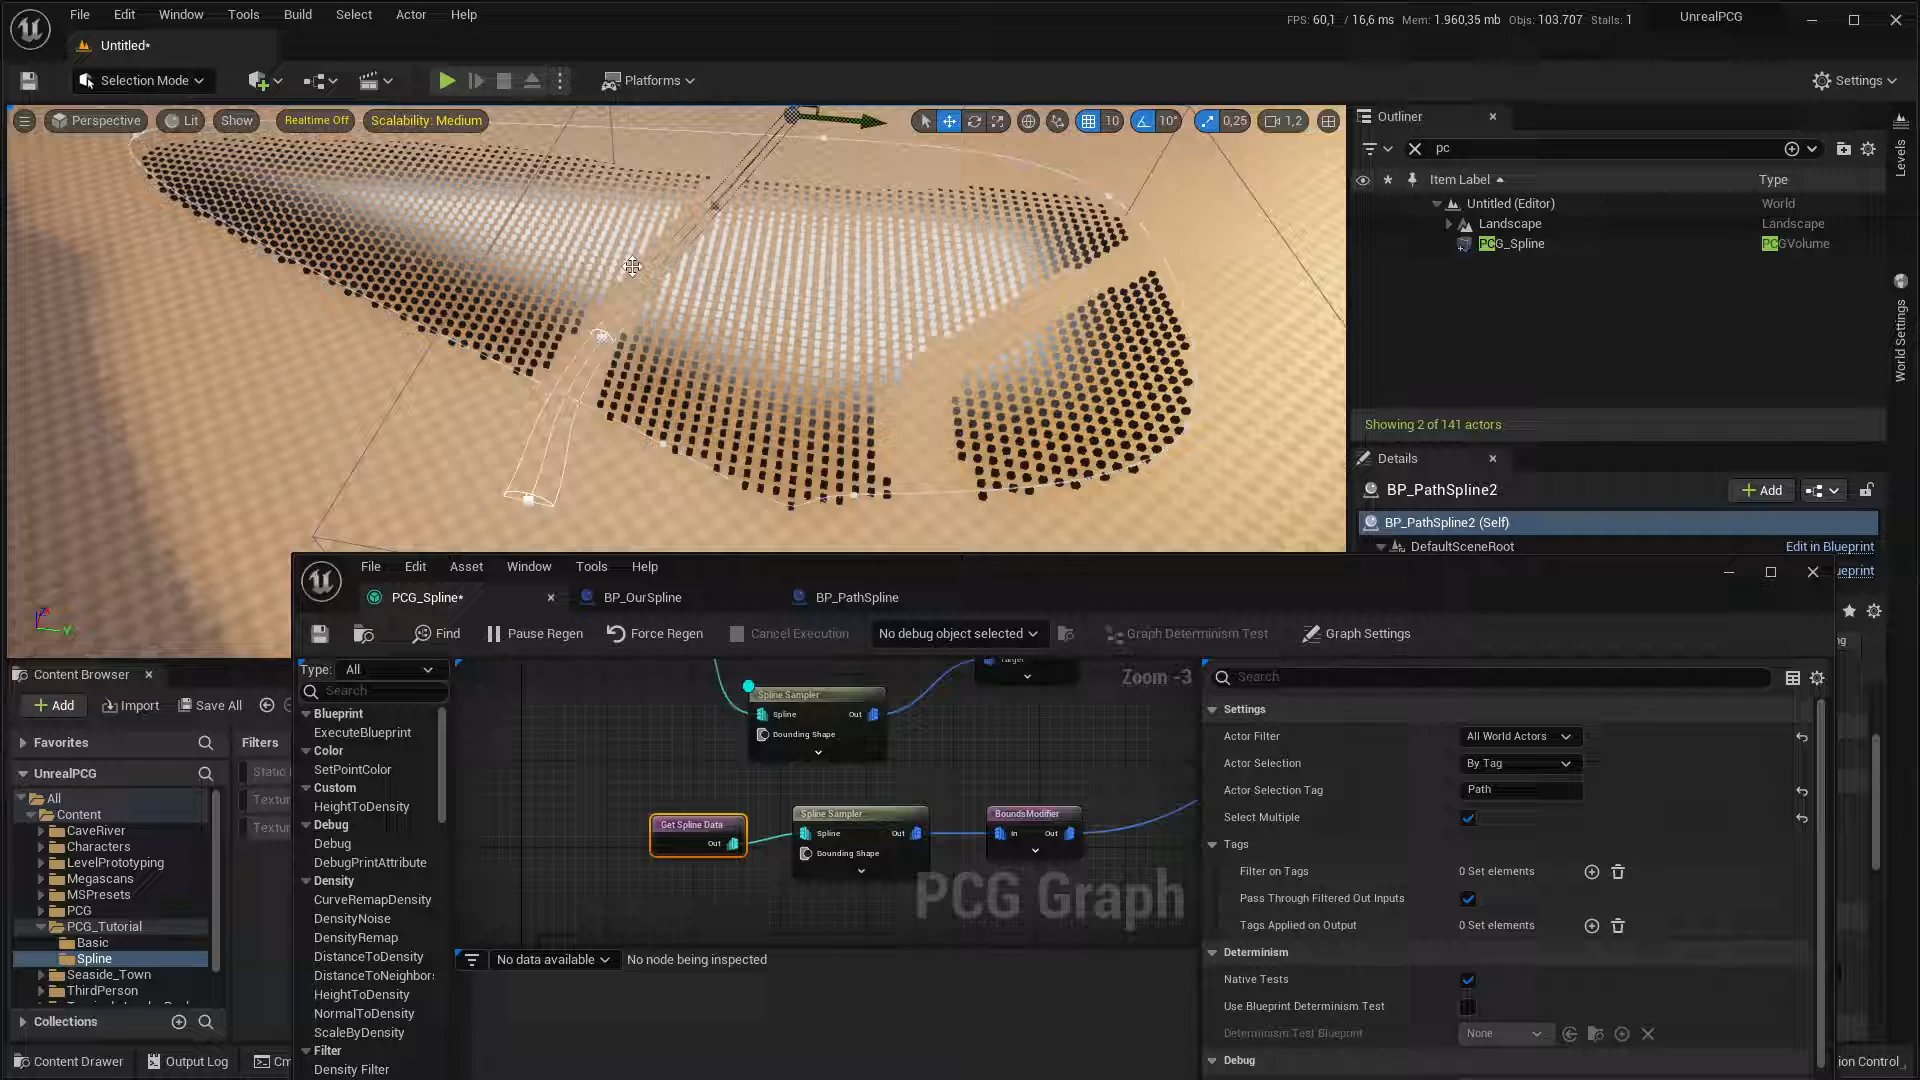 File Edit Window Tools Build Select Actor Help
FPS: 60,1 / 16,6 ms Mem: 1.960,35 mb Objs: 103.707 Stalls: 1
UnrealPCG
Untitled*
Selection Mode
Platforms
Settings
Perspective
Lit
Show
Realtime Off
Scalability: Medium
10
10°
0,25
1,2
Outliner
pc
Item Label
Type
Untitled (Editor) World
Landscape Landscape
PCG_Spline PCGVolume
Showing 2 of 141 actors
Levels
World Settings
Details
BP_PathSpline2
Add
BP_PathSpline2 (Self)
DefaultSceneRoot
Edit in Blueprint
File Edit Asset Window Tools Help
PCG_Spline*
BP_OurSpline
BP_PathSpline
Find
Pause Regen
Force Regen
Cancel Execution
No debug object selected
Graph Determinism Test
Graph Settings
Type: All
Search
Blueprint
ExecuteBlueprint
Color
SetPointColor
Custom
HeightToDensity
Debug
Debug
DebugPrintAttribute
Density
CurveRemapDensity
DensityNoise
DensityRemap
DistanceToDensity
DistanceToNeighbor
HeightToDensity
NormalToDensity
ScaleByDensity
Filter
Density Filter
Zoom -3
Target
Spline Sampler
Spline
Out
Bounding Shape
Get Spline Data
Out
Spline Sampler
Spline
Out
Bounding Shape
BoundsModifier
In
Out
PCG Graph
No data available
No node being inspected
Search
Settings
Actor Filter All World Actors
Actor Selection By Tag
Actor Selection Tag Path
Select Multiple
Tags
Filter on Tags 0 Set elements
Pass Through Filtered Out Inputs
Tags Applied on Output 0 Set elements
Determinism
Native Tests
Use Blueprint Determinism Test
Determinism Test Blueprint None
Debug
Content Browser
Add
Import
Save All
Favorites
Filters
UnrealPCG
All
Content
CaveRiver
Characters
LevelPrototyping
Megascans
MSPresets
PCG
PCG_Tutorial
Basic
Spline
Seaside_Town
ThirdPerson
Collections
Content Drawer
Output Log